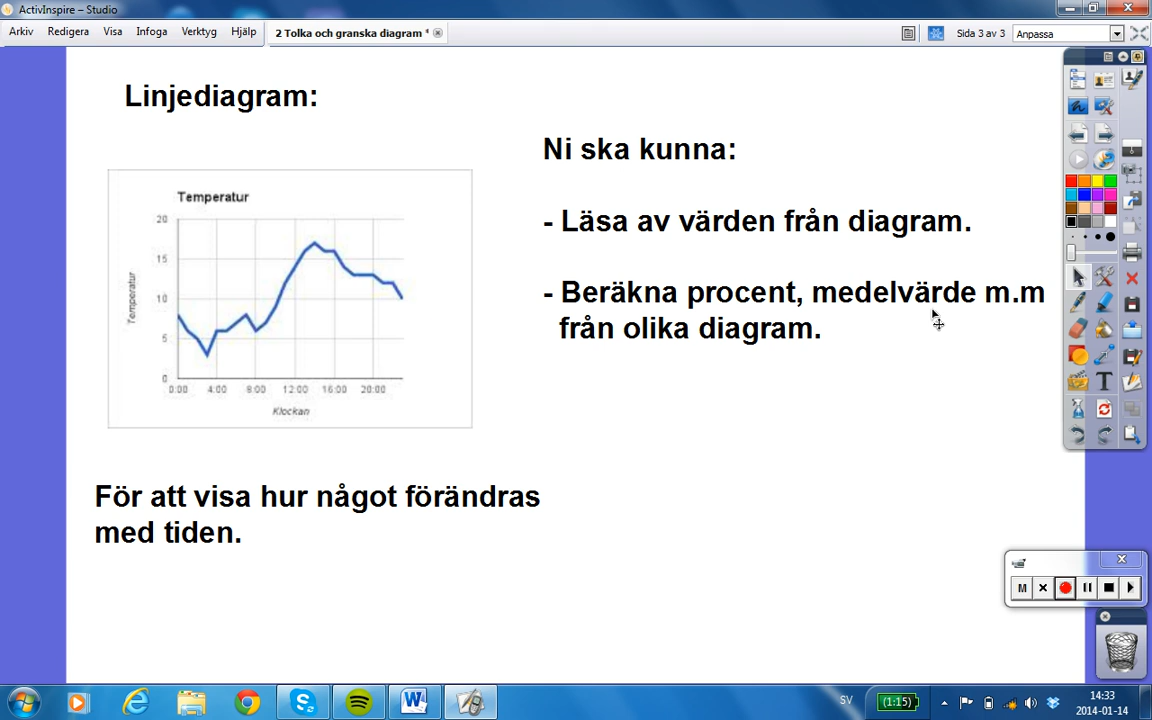 ActivInspire – Studio
Arkiv Redigera Visa Infoga Verktyg Hjälp
2 Tolka och granska diagram *
Sida 3 av 3
Anpassa
Linjediagram:
Temperatur
20
15
10
5
0
Temperatur
0:00 4:00 8:00 12:00 16:00 20:00
Klockan
För att visa hur något förändras
med tiden.
Ni ska kunna:
- Läsa av värden från diagram.
- Beräkna procent, medelvärde m.m
från olika diagram.
T
M
W
SV
(1:15)
14:33
2014-01-14